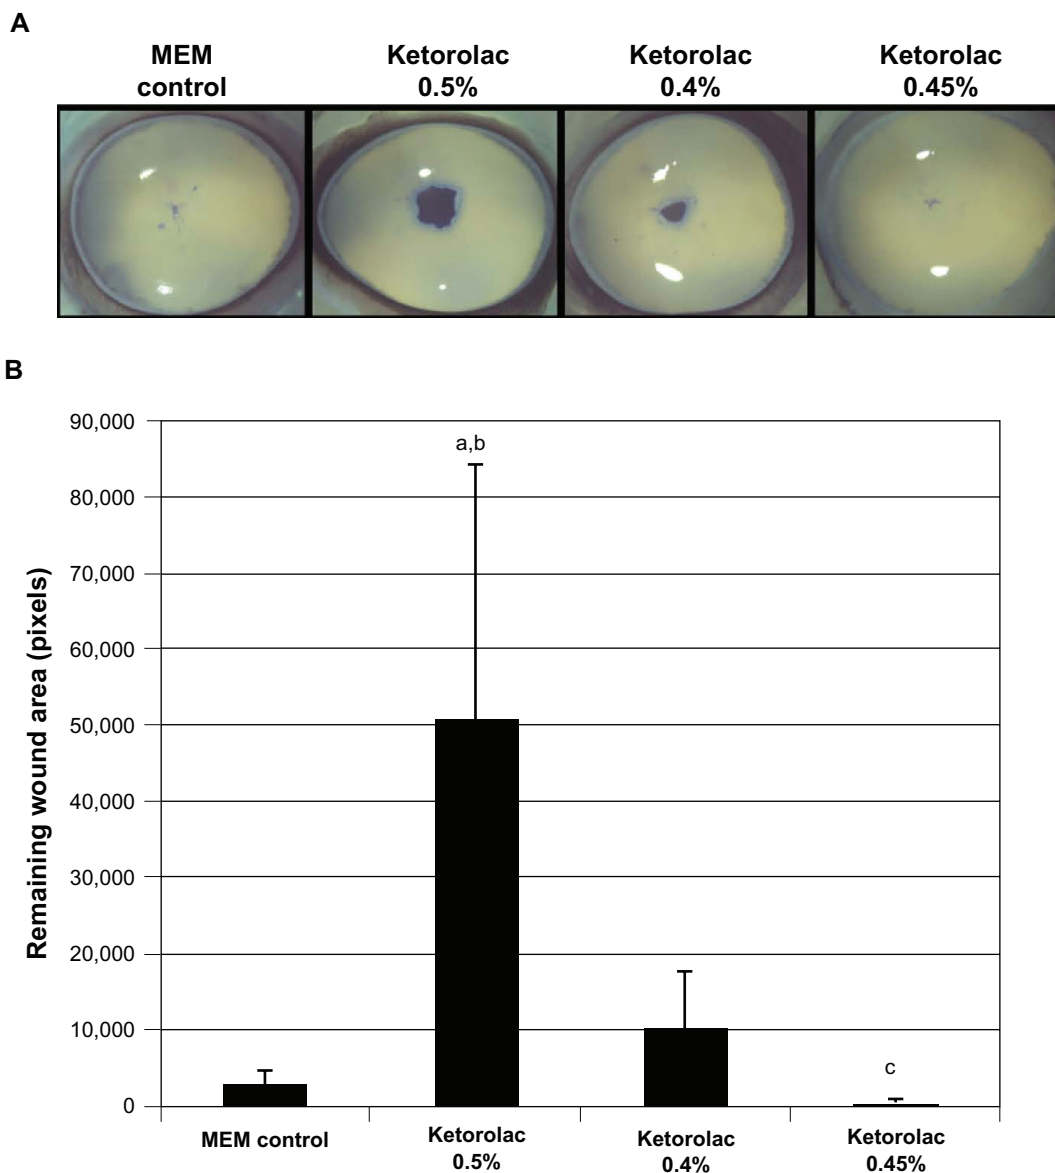 A
MEM
control
Ketorolac
0.5%
Ketorolac
0.4%
Ketorolac
0.45%
B
Remaining wound area (pixels)
90,000
80,000
70,000
60,000
50,000
40,000
30,000
20,000
10,000
0
a,b
c
MEM control
Ketorolac
0.5%
Ketorolac
0.4%
Ketorolac
0.45%